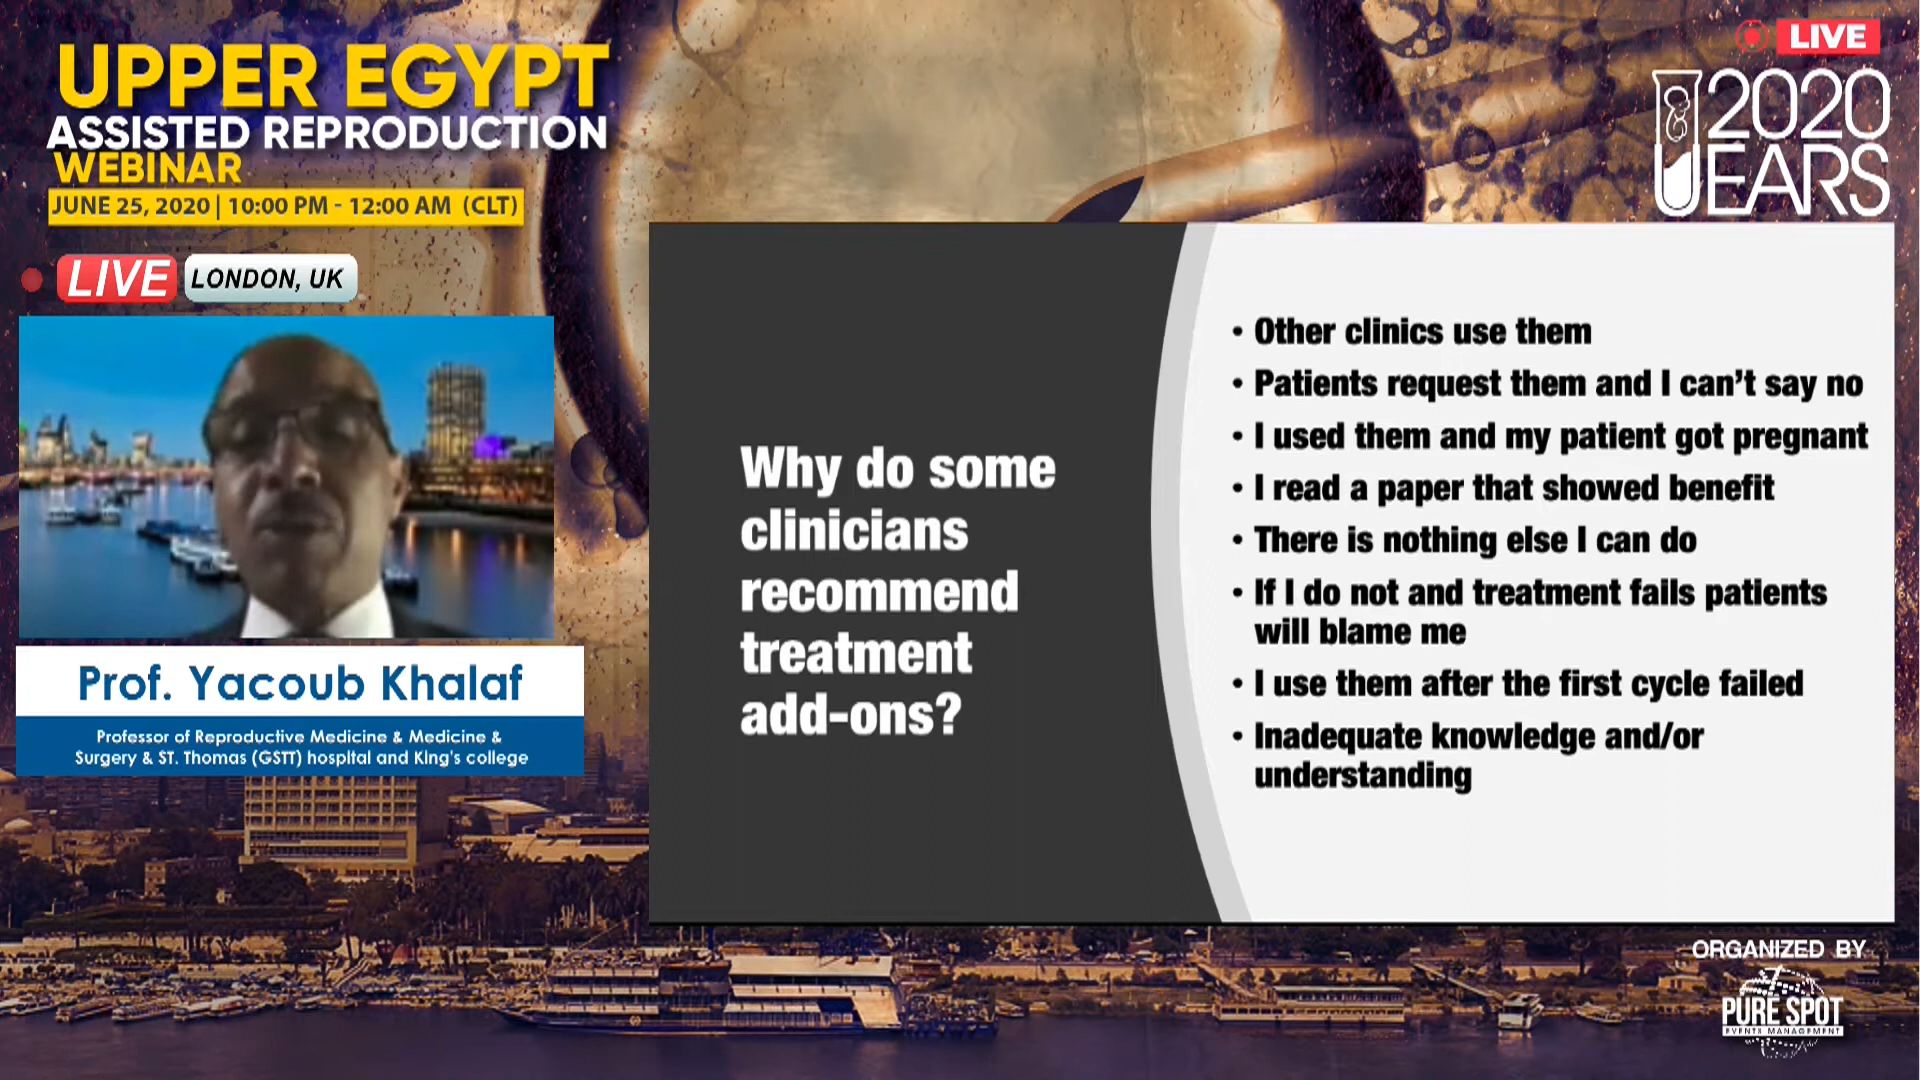 UPPER EGYPT
ASSISTED REPRODUCTION
WEBINAR
JUNE 25, 2020 | 10:00 PM - 12:00 AM (CLT)
LIVE
LONDON, UK
Prof. Yacoub Khalaf
Professor of Reproductive Medicine & Medicine &
Surgery & ST. Thomas (GSTT) hospital and King's college
LIVE
2020
UEARS
Why do some
clinicians
recommend
treatment
add-ons?
• Other clinics use them
• Patients request them and I can't say no
• I used them and my patient got pregnant
• I read a paper that showed benefit
• There is nothing else I can do
• If I do not and treatment fails patients
will blame me
• I use them after the first cycle failed
• Inadequate knowledge and/or
understanding
ORGANIZED BY
PURE SPOT
EVENTS MANAGEMENT